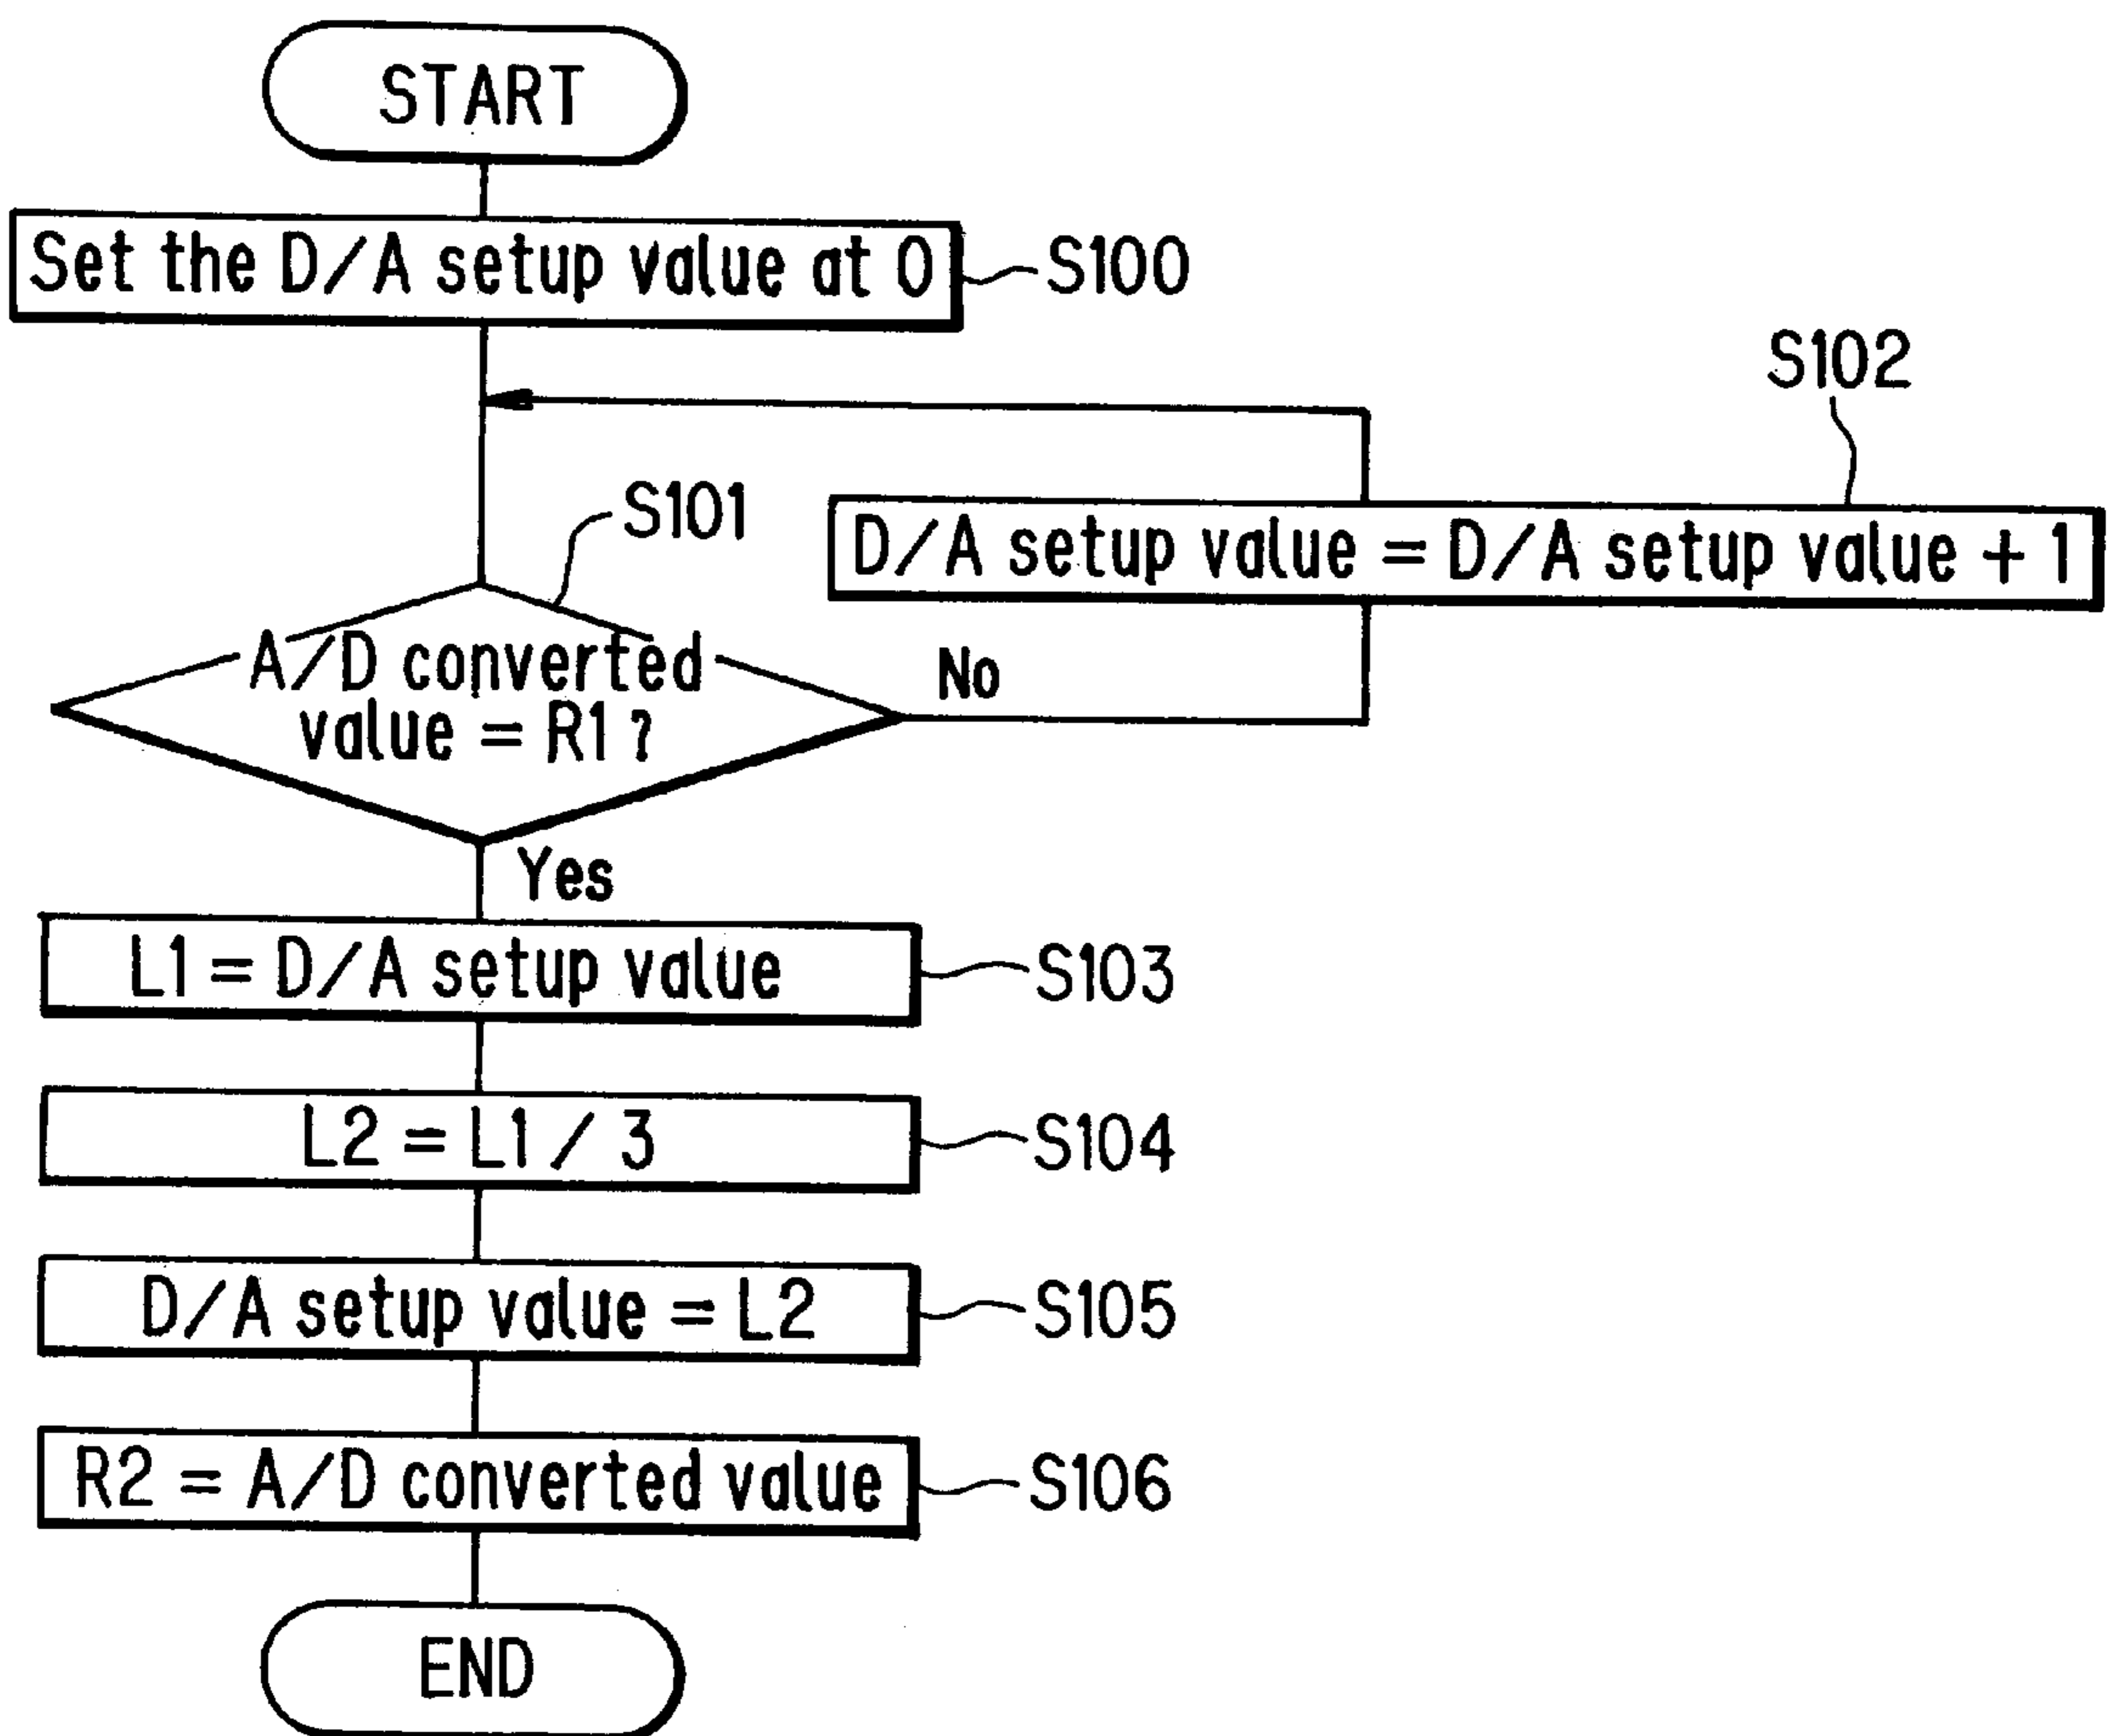 START
Set the D/A setup value at 0
S100
S102
D/A setup value = D/A setup value + 1
S101
A/D converted
value = R1 ?
No
Yes
L1 = D/A setup value
S103
L2 = L1 / 3
S104
D/A setup value = L2
S105
R2 = A/D converted value
S106
END